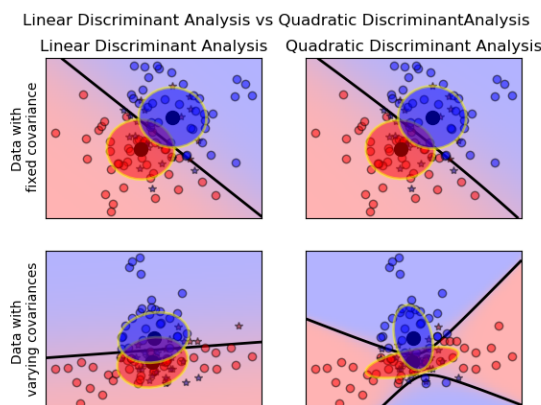 Linear Discriminant Analysis vs Quadratic DiscriminantAnalysis
Linear Discriminant Analysis
Quadratic Discriminant Analysis
Data with
fixed covariance
Data with
varying covariances